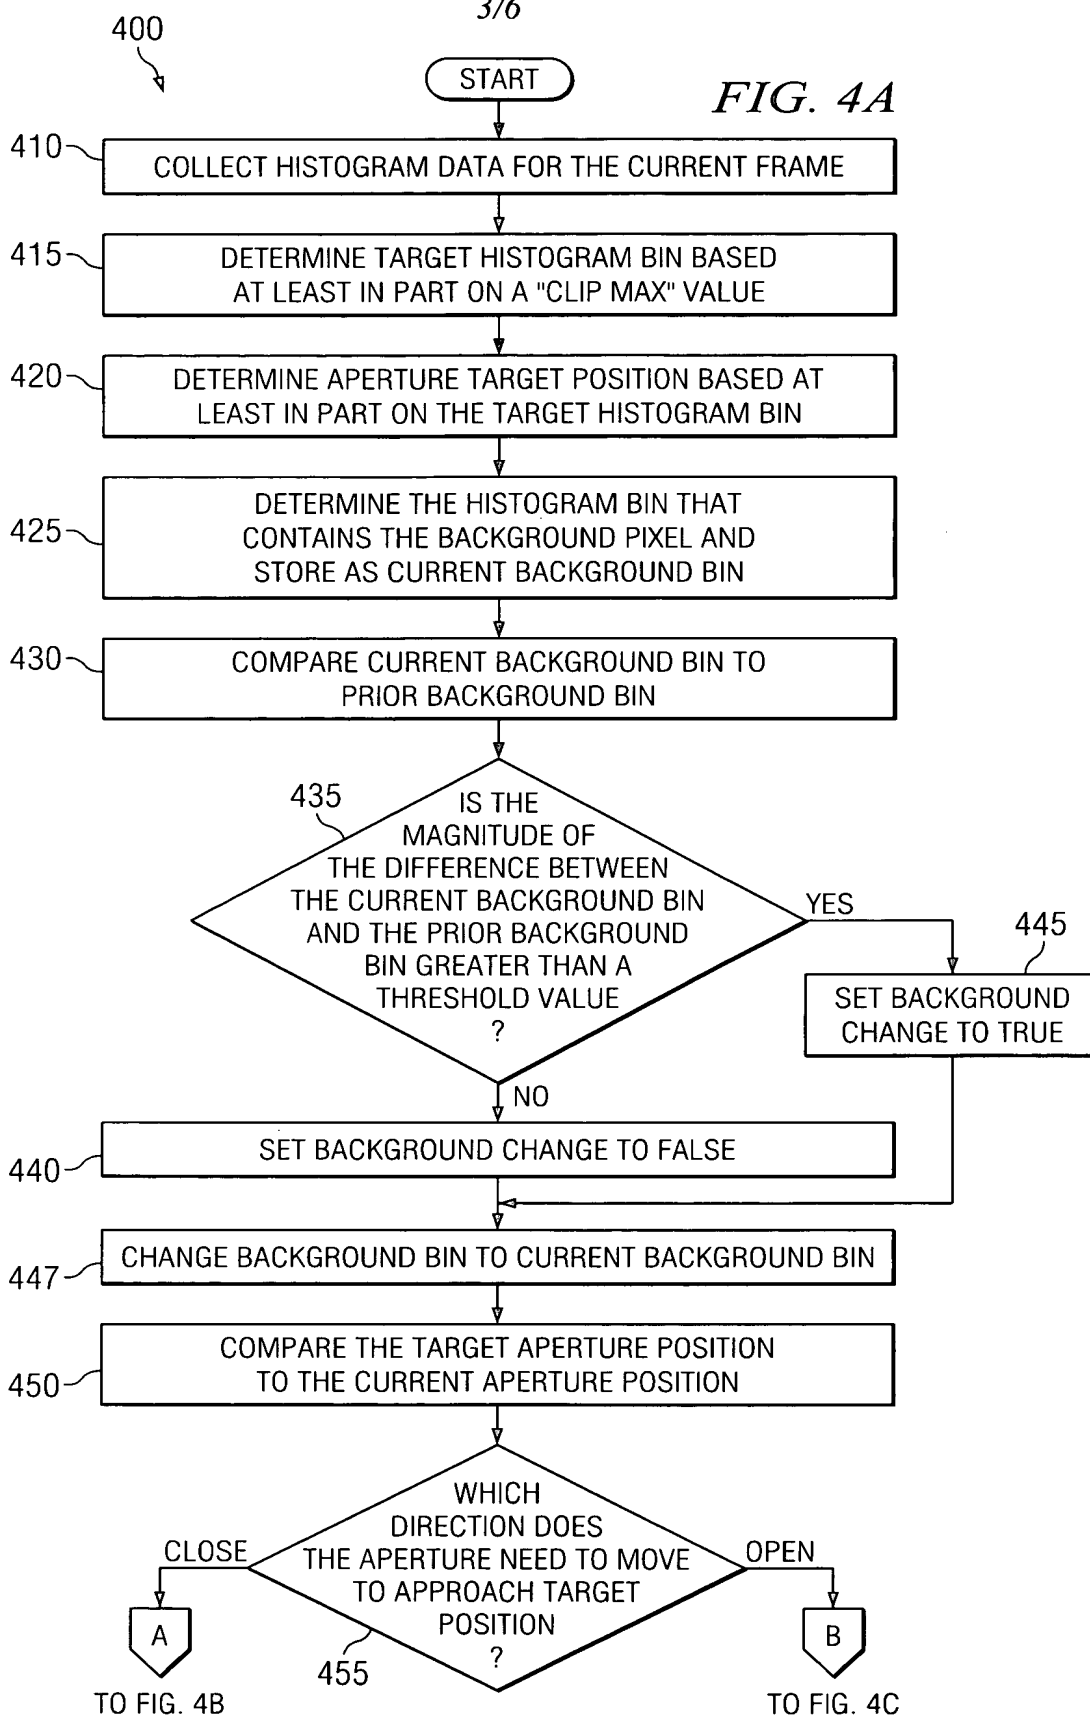 3/6
400
START
FIG. 4A
410
COLLECT HISTOGRAM DATA FOR THE CURRENT FRAME
415
DETERMINE TARGET HISTOGRAM BIN BASED
AT LEAST IN PART ON A "CLIP MAX" VALUE
420
DETERMINE APERTURE TARGET POSITION BASED AT
LEAST IN PART ON THE TARGET HISTOGRAM BIN
425
DETERMINE THE HISTOGRAM BIN THAT
CONTAINS THE BACKGROUND PIXEL AND
STORE AS CURRENT BACKGROUND BIN
430
COMPARE CURRENT BACKGROUND BIN TO
PRIOR BACKGROUND BIN
435
IS THE
MAGNITUDE OF
THE DIFFERENCE BETWEEN
THE CURRENT BACKGROUND BIN
AND THE PRIOR BACKGROUND
BIN GREATER THAN A
THRESHOLD VALUE
?
YES
445
SET BACKGROUND
CHANGE TO TRUE
NO
440
SET BACKGROUND CHANGE TO FALSE
447
CHANGE BACKGROUND BIN TO CURRENT BACKGROUND BIN
450
COMPARE THE TARGET APERTURE POSITION
TO THE CURRENT APERTURE POSITION
WHICH
DIRECTION DOES
THE APERTURE NEED TO MOVE
TO APPROACH TARGET
POSITION
?
455
CLOSE
OPEN
A
B
TO FIG. 4B
TO FIG. 4C